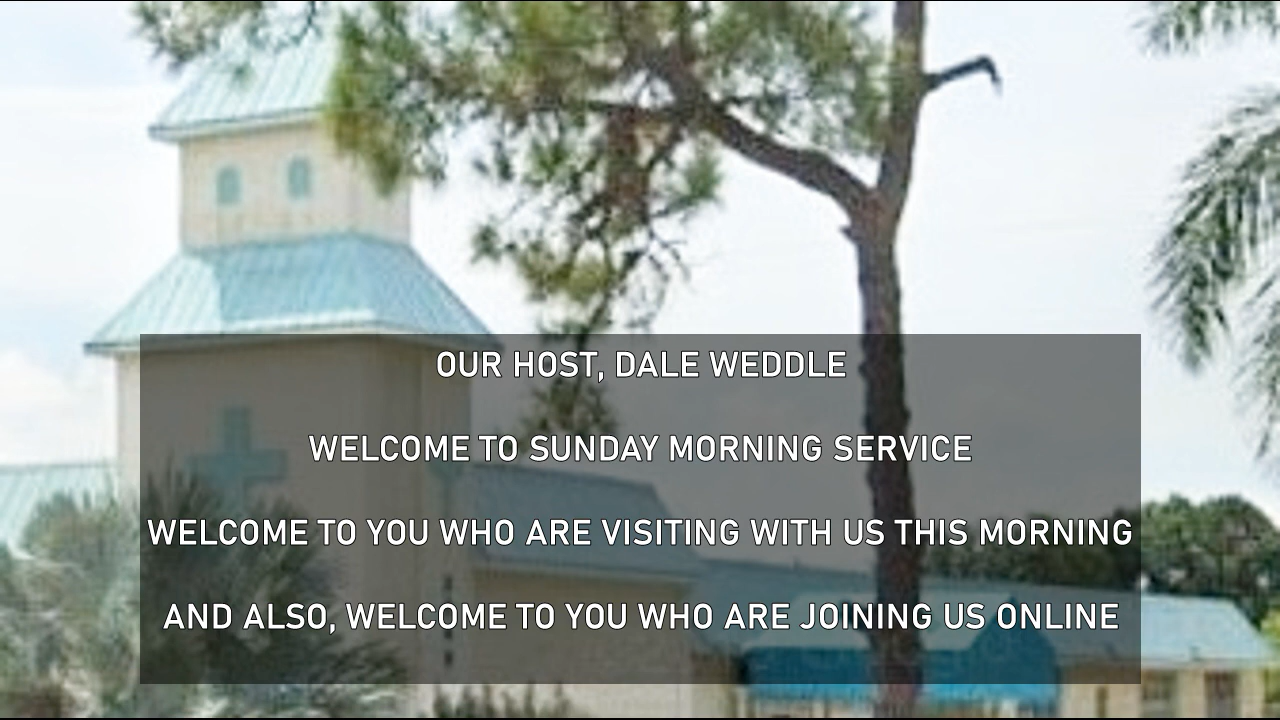 OUR HOST, DALE WEDDLE
WELCOME TO SUNDAY MORNING SERVICE
WELCOME TO YOU WHO ARE VISITING WITH US THIS MORNING
AND ALSO, WELCOME TO YOU WHO ARE JOINING US ONLINE